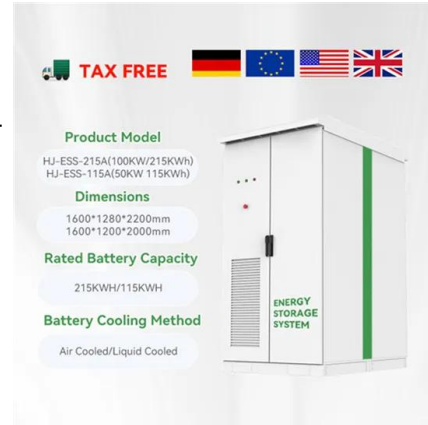 TAX FREE
Product Model
HJ-ESS-215A(100KW/215KWh)
HJ-ESS-115A(50KW 115KWh)
Dimensions
1600*1280*2200mm
1600*1200*2000mm
Rated Battery Capacity
215KWH/115KWH
Battery Cooling Method
Air Cooled/Liquid Cooled
ENERGY
STORAGE
SYSTEM